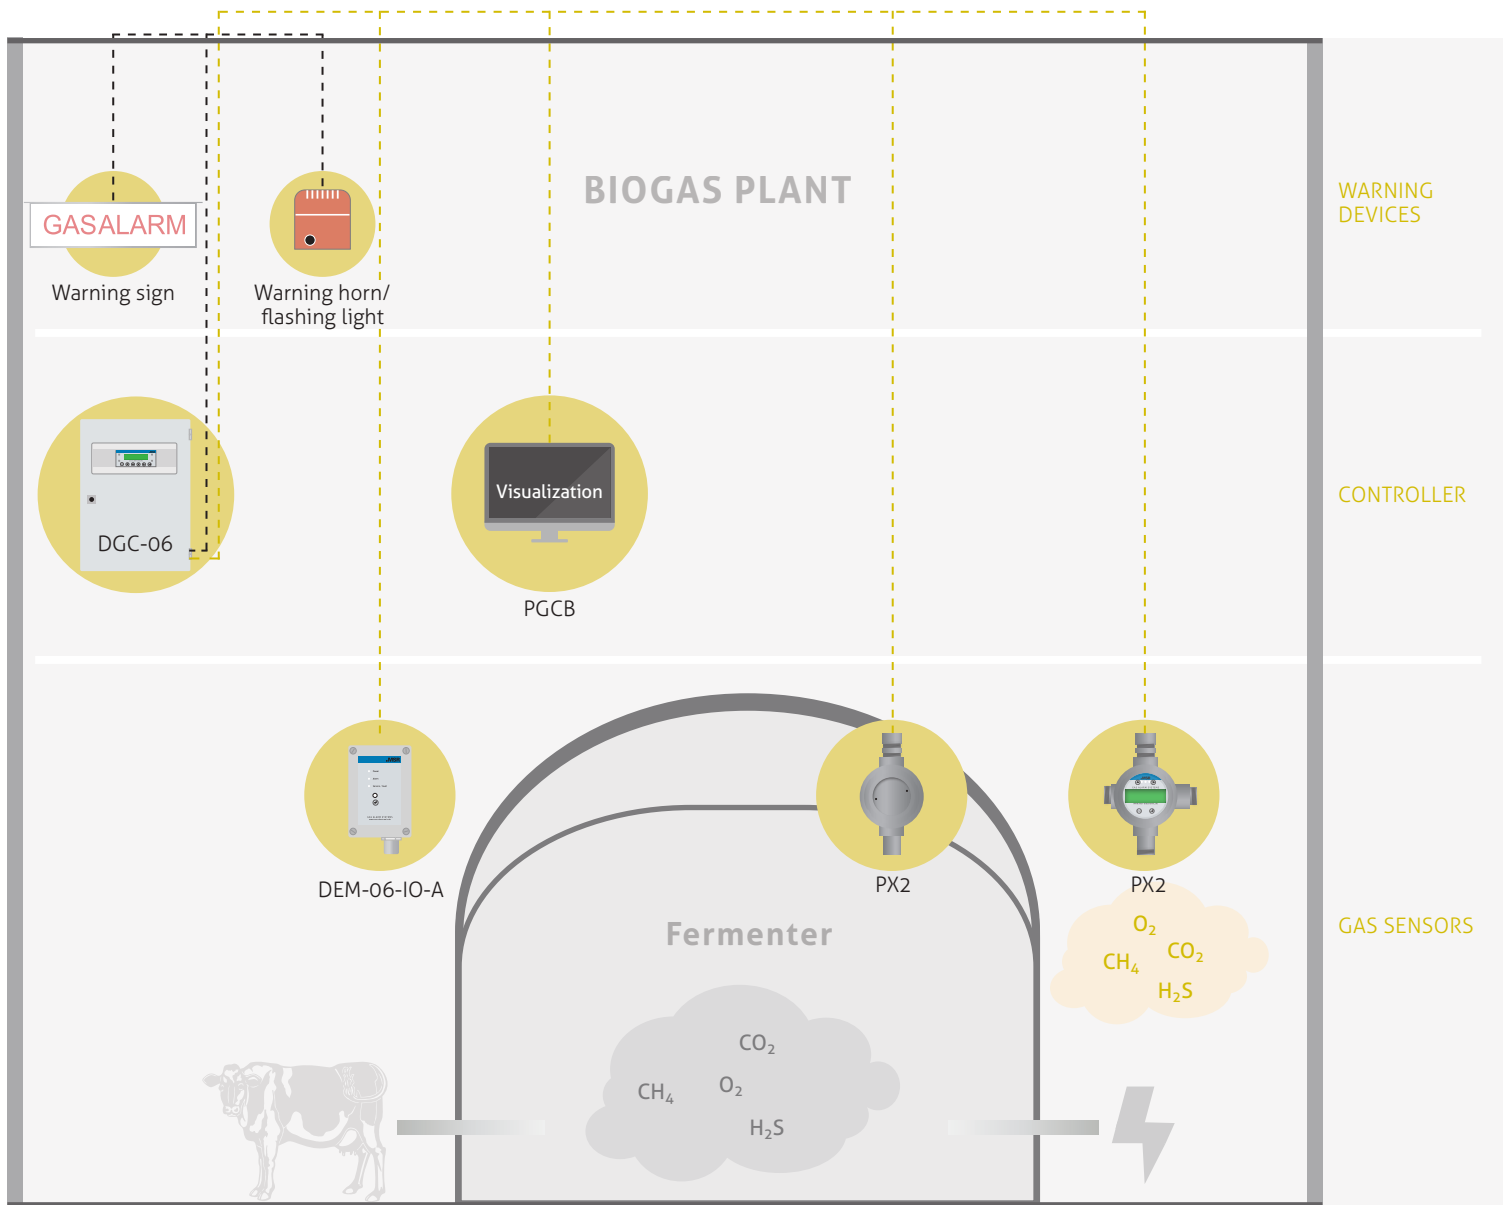 BIOGAS PLANT
WARNING
DEVICES
GASALARM
Warning sign
Warning horn/
flashing light
DGC-06
Visualization
PGCB
CONTROLLER
DEM-06-IO-A
PX2
PX2
GAS SENSORS
Fermenter
O₂
CO₂
CH₄
H₂S
CO₂
O₂
CH₄
H₂S